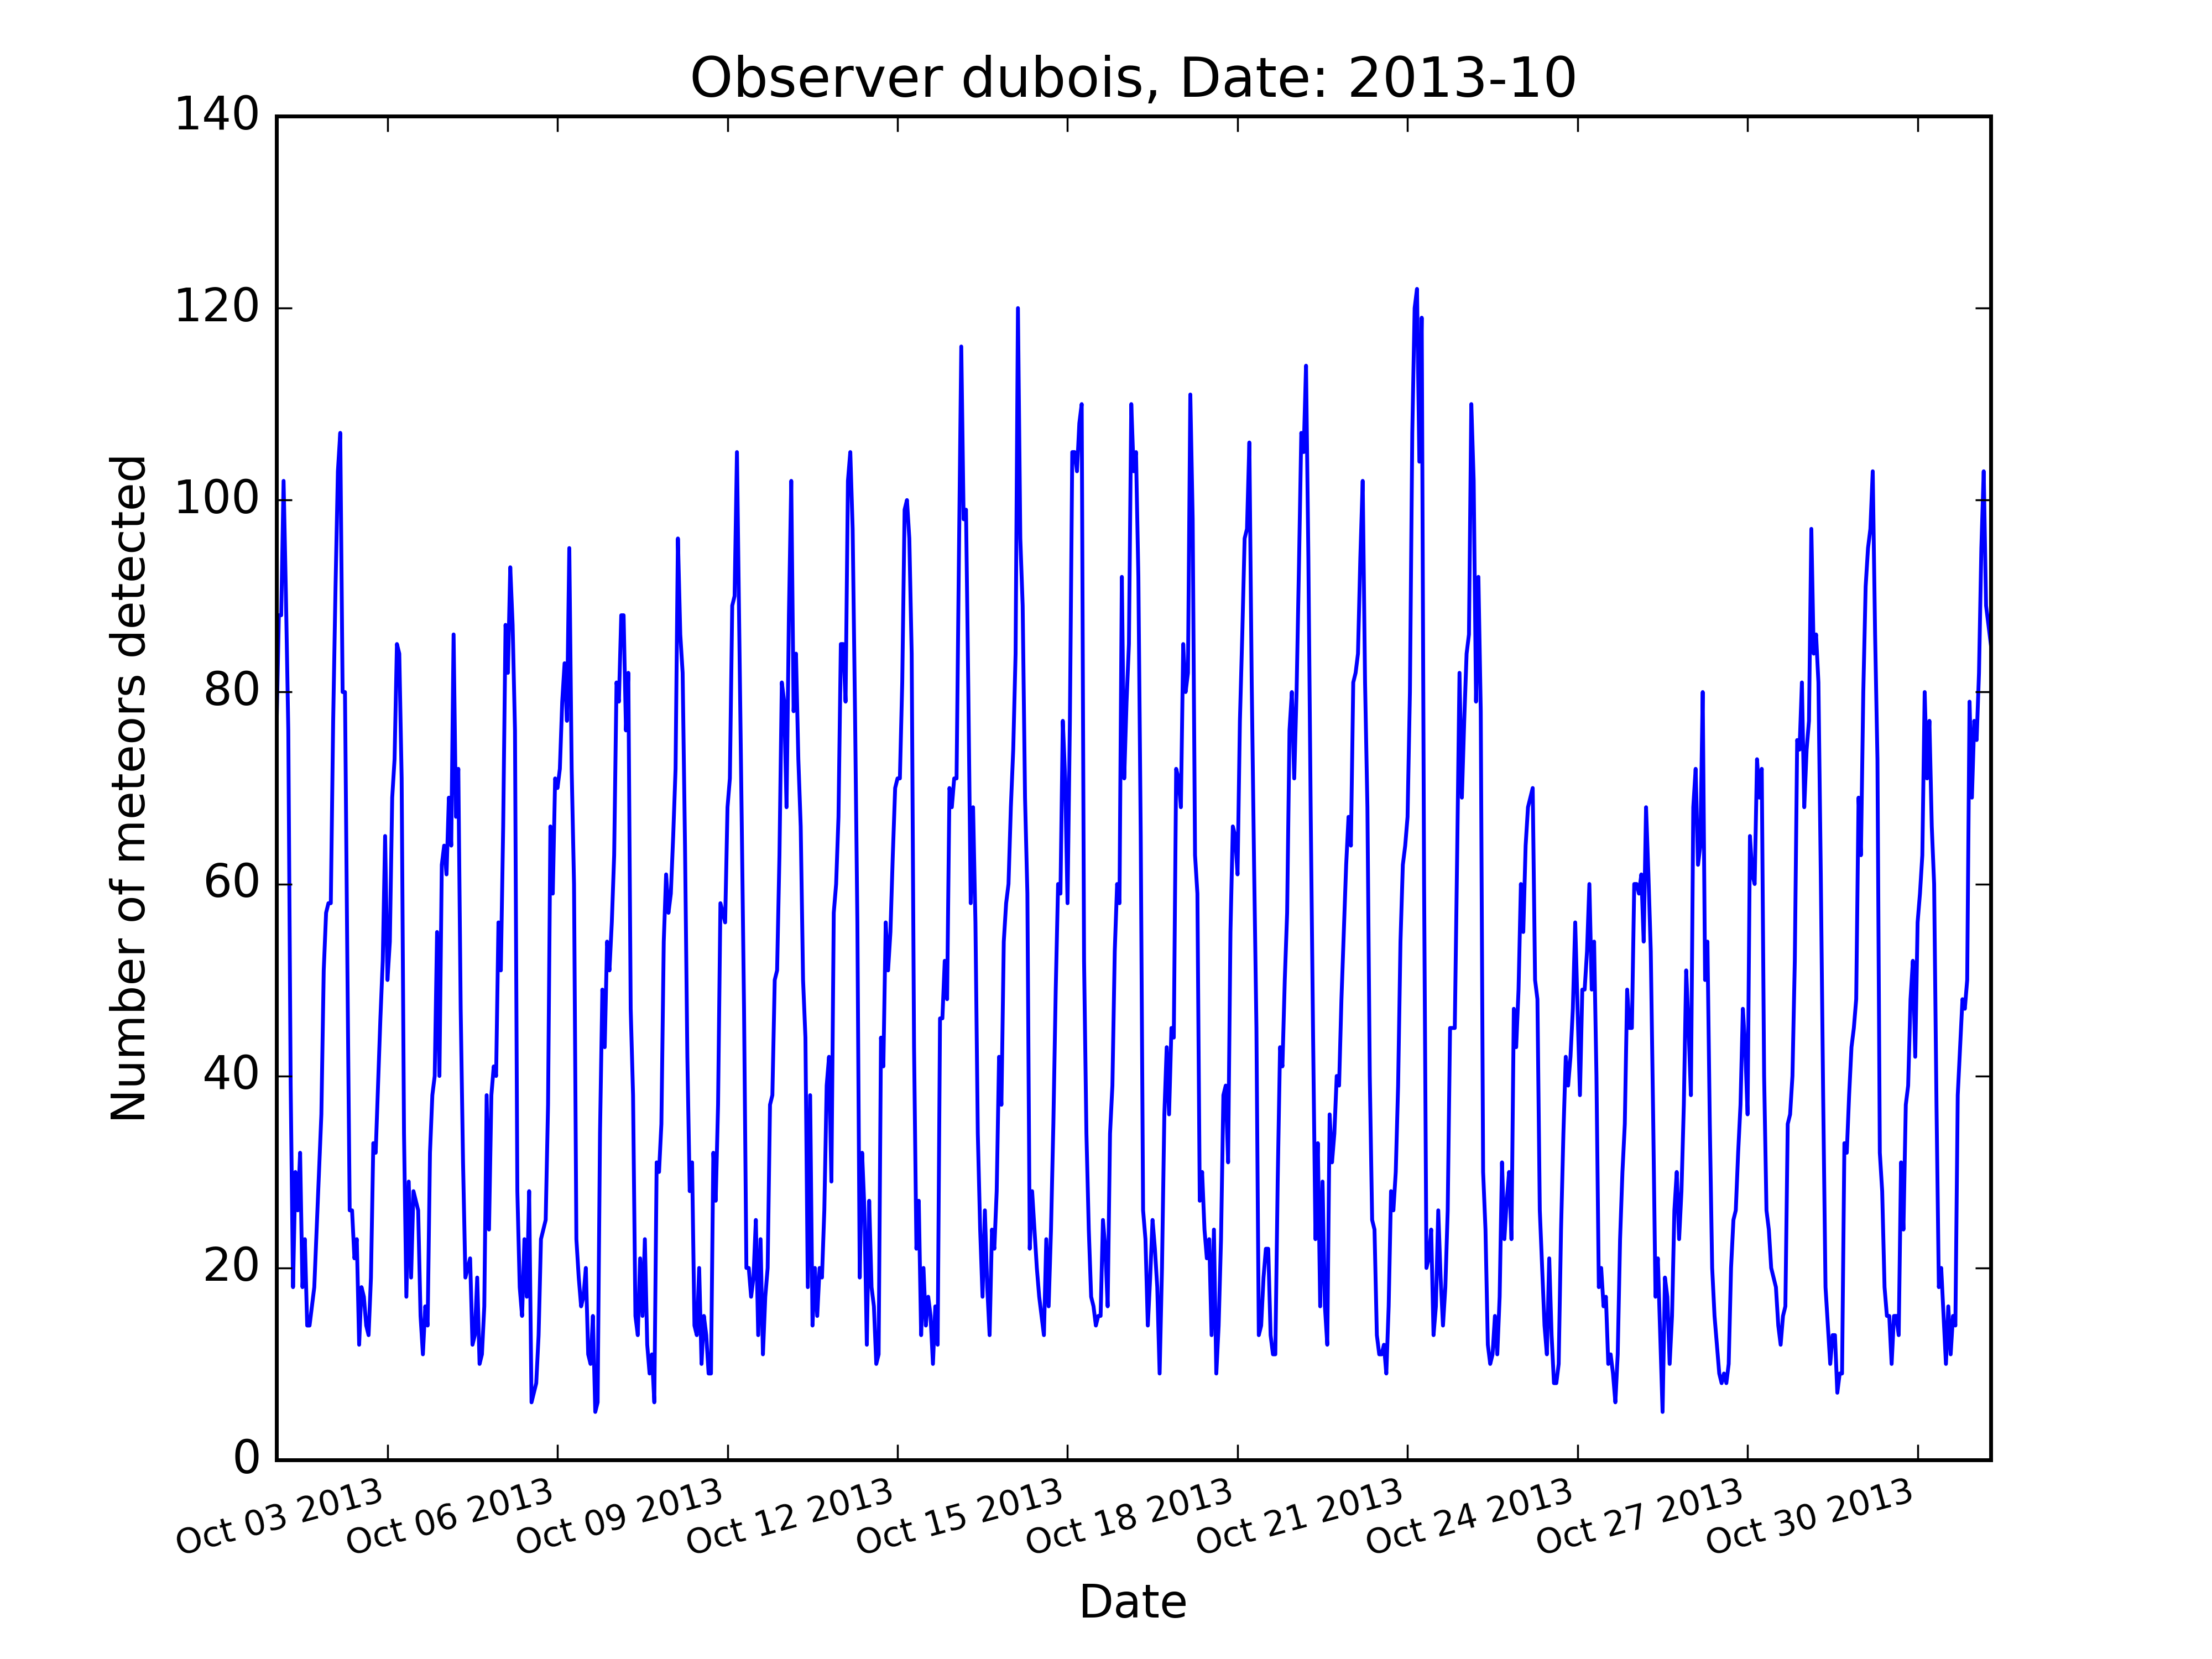 Observer dubois, Date: 2013-10
140
120
100
80
60
40
20
0
Number of meteors detected
Oct 03 2013
Oct 06 2013
Oct 09 2013
Oct 12 2013
Oct 15 2013
Oct 18 2013
Oct 21 2013
Oct 24 2013
Oct 27 2013
Oct 30 2013
Date